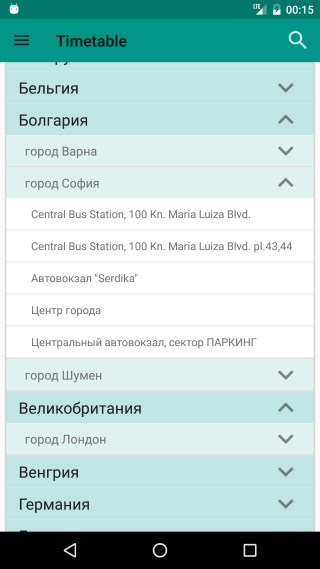 LTE 00:15
Timetable
Бельгия
Болгария
город Варна
город София
Central Bus Station, 100 Kn. Maria Luiza Blvd.
Central Bus Station, 100 Kn. Maria Luiza Blvd. pl.43,44
Автовокзал "Serdika"
Центр города
Центральный автовокзал, сектор ПАРКИНГ
город Шумен
Великобритания
город Лондон
Венгрия
Германия